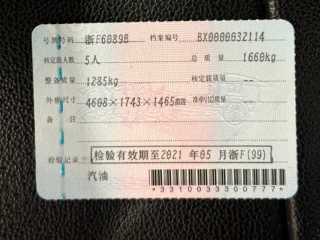 号牌号码 浙F6089B 档案编号 BX0000032114
核定载人数 5人 总质量 1660kg
整备质量 1285kg 核定载质量 --
外廓尺寸 4608×1743×1465mm 准牵引总质量 --
备注
检验记录 检验有效期至2021年05月浙F(99)
汽油 *3310003300777*